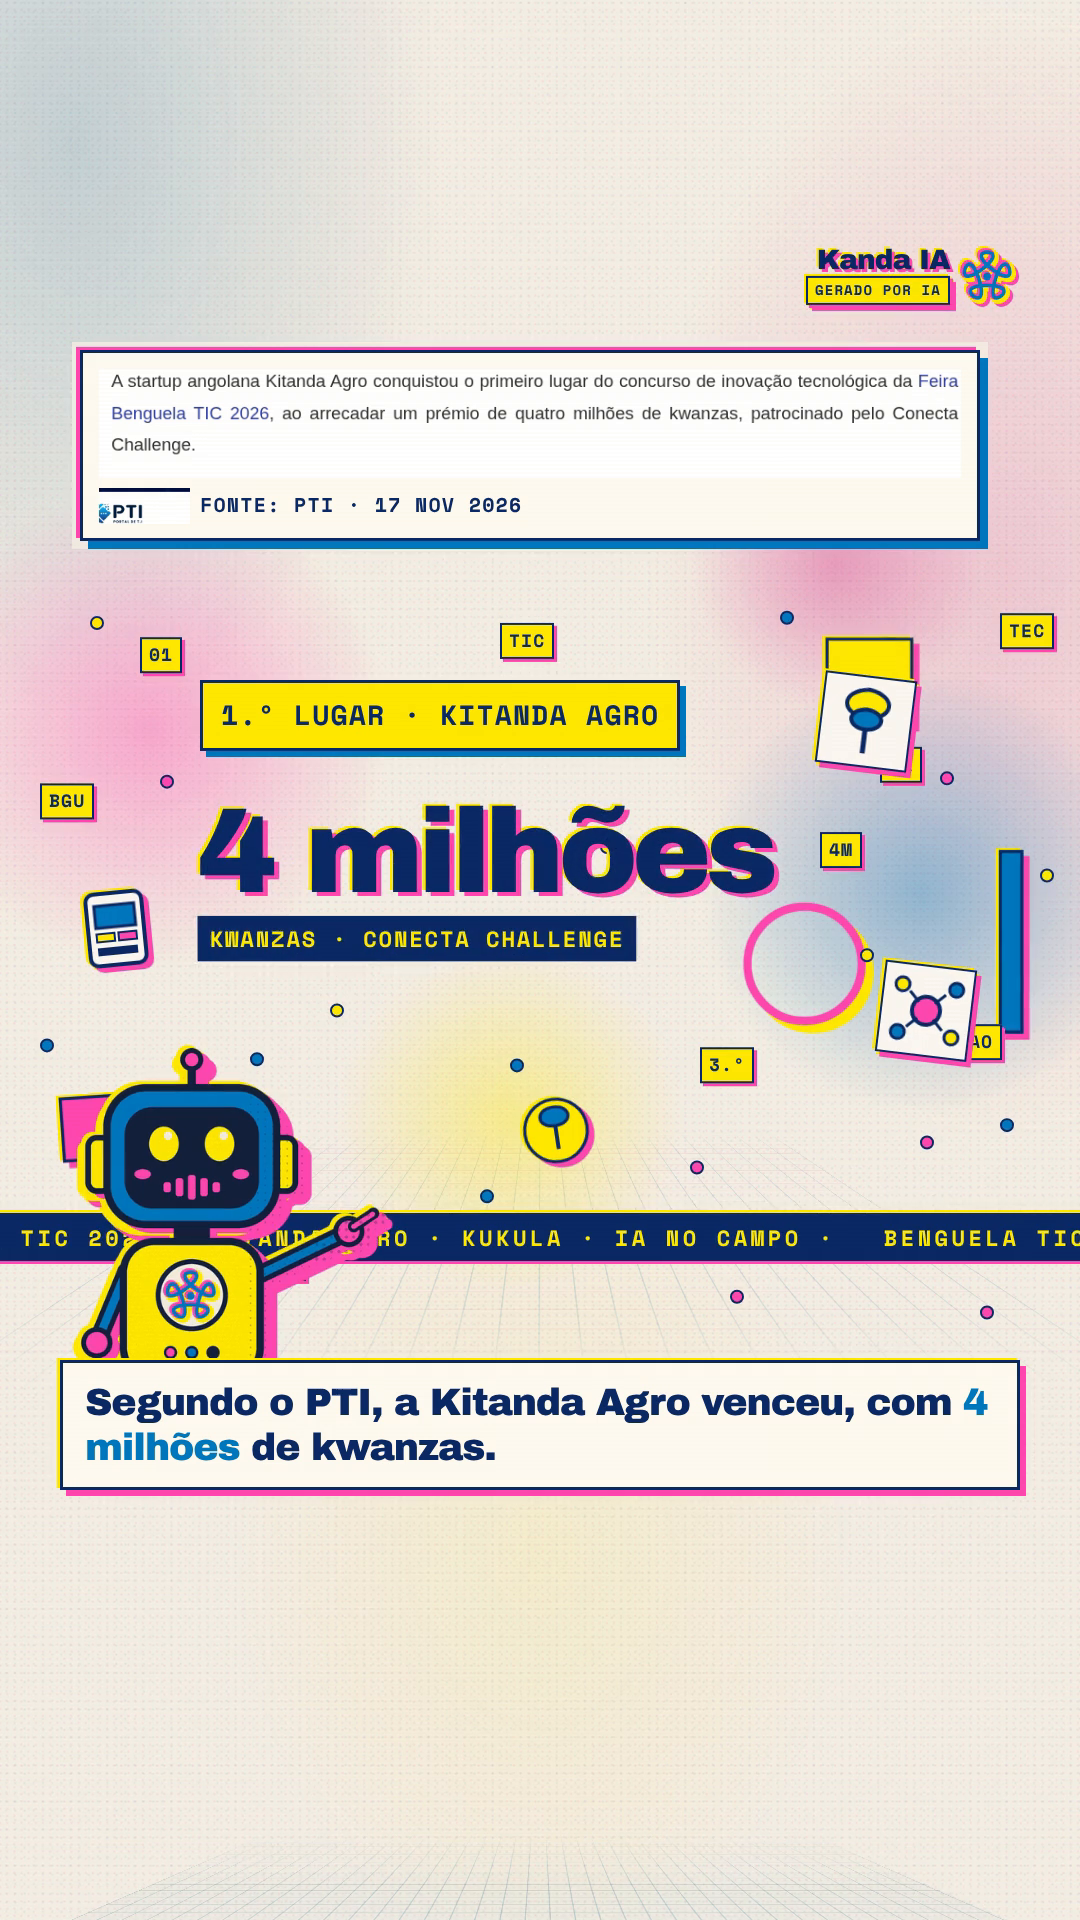 Kanda IA
GERADO POR IA
A startup angolana Kitanda Agro conquistou o primeiro lugar do concurso de inovação tecnológica da Feira
Benguela TIC 2026, ao arrecadar um prémio de quatro milhões de kwanzas, patrocinado pelo Conecta
Challenge.
PTI
FONTE: PTI · 17 NOV 2026
TIC
TEC
01
1.° LUGAR · KITANDA AGRO
BGU
4 milhões
4M
KWANZAS · CONECTA CHALLENGE
AO
3.°
TIC 202 AND RO · KUKULA · IA NO CAMPO · BENGUELA TIC
Segundo o PTI, a Kitanda Agro venceu, com 4
milhões de kwanzas.